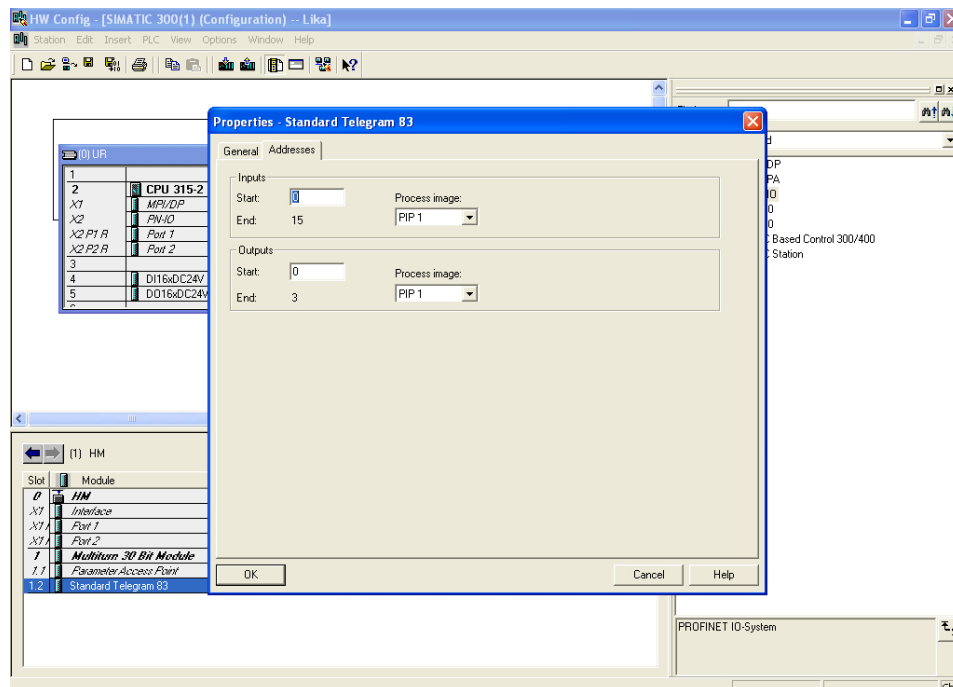 HW Config - [SIMATIC 300(1) (Configuration) -- Lika]
Station Edit Insert PLC View Options Window Help
Properties - Standard Telegram 83
General Addresses
Inputs
Start: 0 Process image:
End: 15 PIP 1
Outputs
Start: 0 Process image:
End: 3 PIP 1
OK Cancel Help
(0) UR
1
2 CPU 315-2
X1 MPI/DP
X2 PN-IO
X2 P1 R Port 1
X2 P2 R Port 2
3
4 DI16xDC24V
5 DO16xDC24V
DP
PA
IO
0
0
C Based Control 300/400
C Station
(1) HM
Slot Module
0 HM
X1 Interface
X1 Port 1
X1 Port 2
1 Multiturn 30 Bit Module
1.1 Parameter Access Point
1.2 Standard Telegram 83
PROFINET IO-System